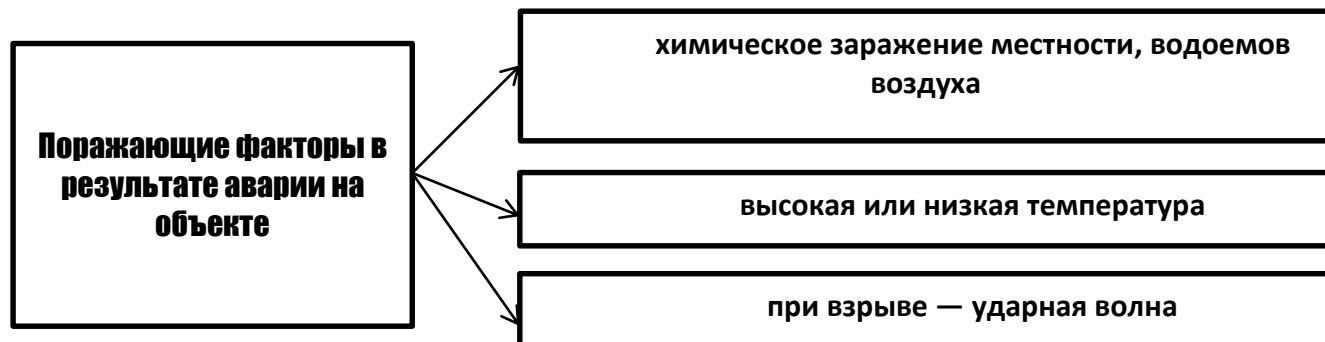 Поражающие факторы в
результате аварии на
объекте
химическое заражение местности, водоемов
воздуха
высокая или низкая температура
при взрыве — ударная волна